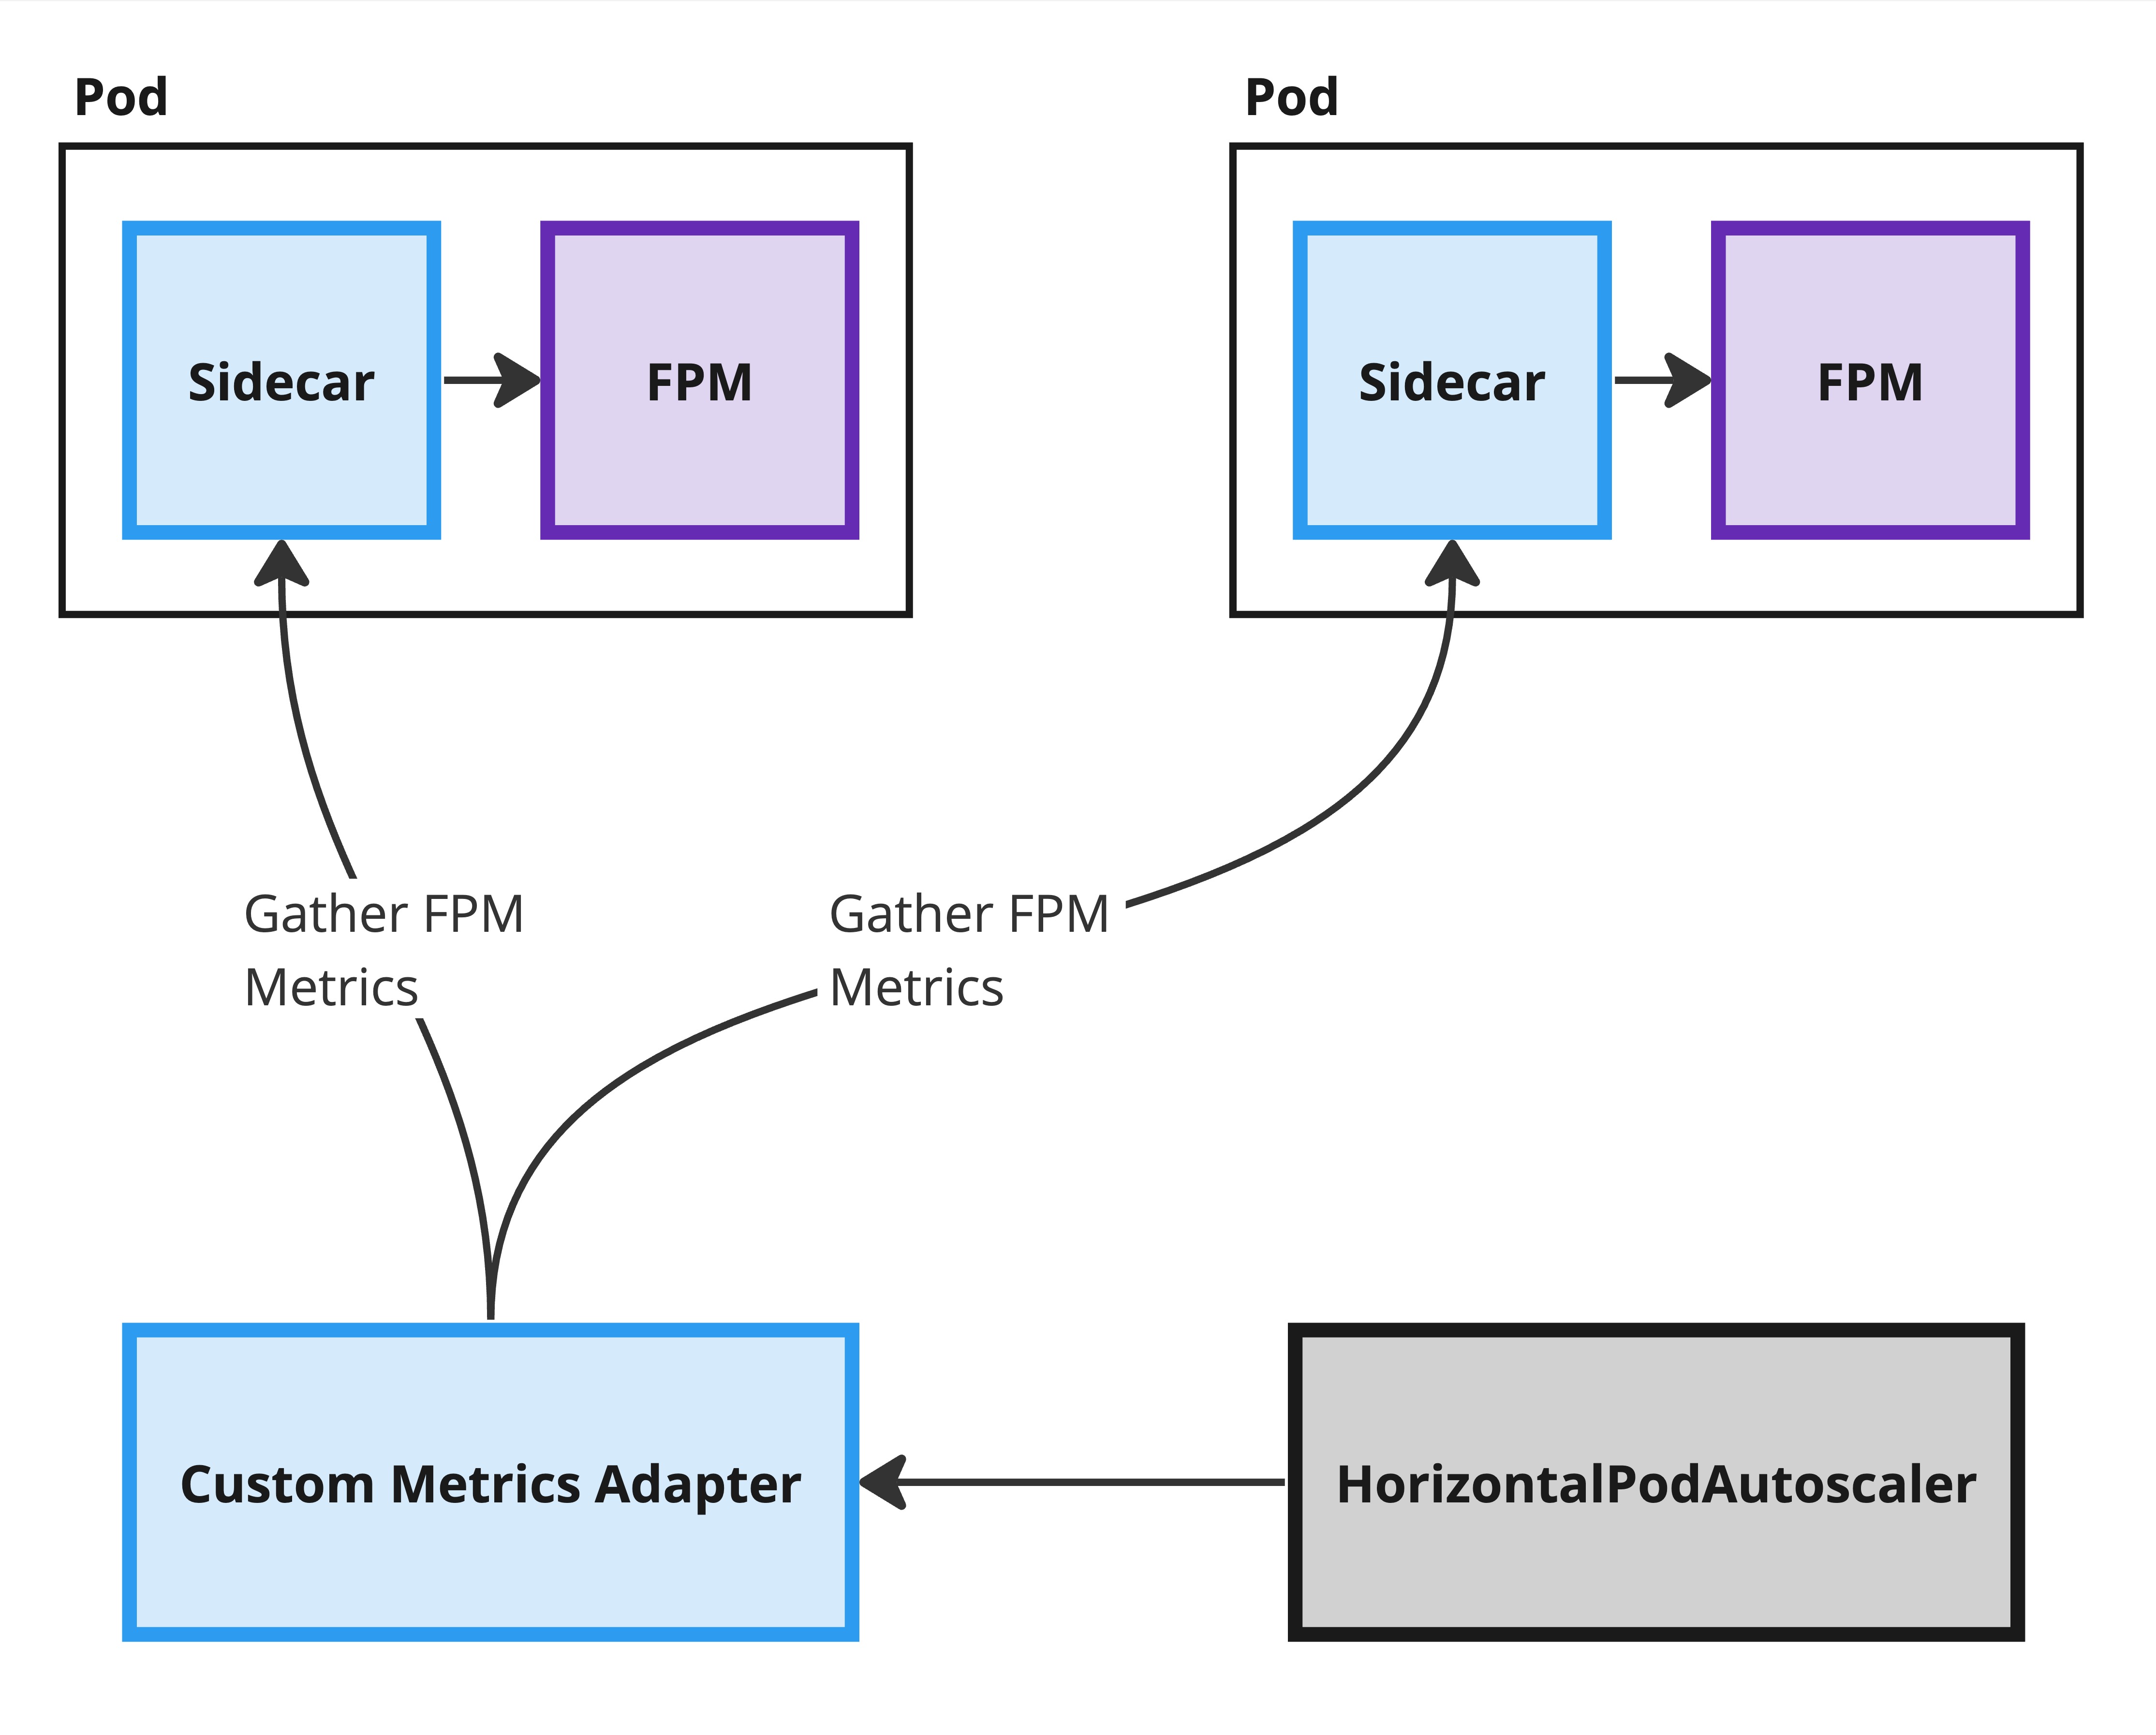 Pod
Pod
Sidecar
FPM
Sidecar
FPM
Gather FPM
Metrics
Gather FPM
Metrics
Custom Metrics Adapter
HorizontalPodAutoscaler